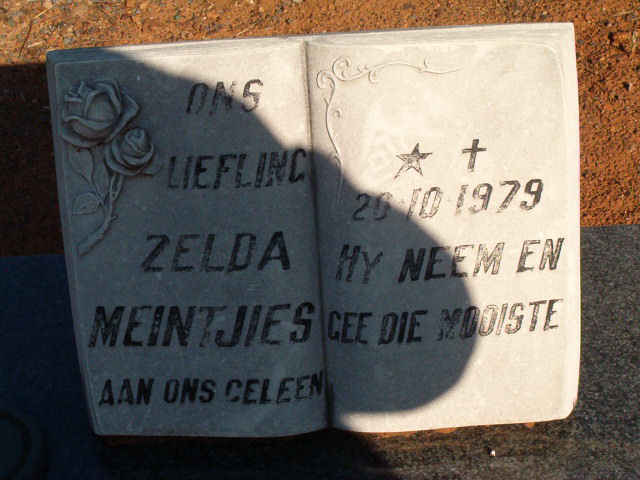 ONS
LIEFLING
ZELDA
MEINTJIES
AAN ONS GELEEN
20·10·1979
HY NEEM EN
GEE DIE MOOISTE